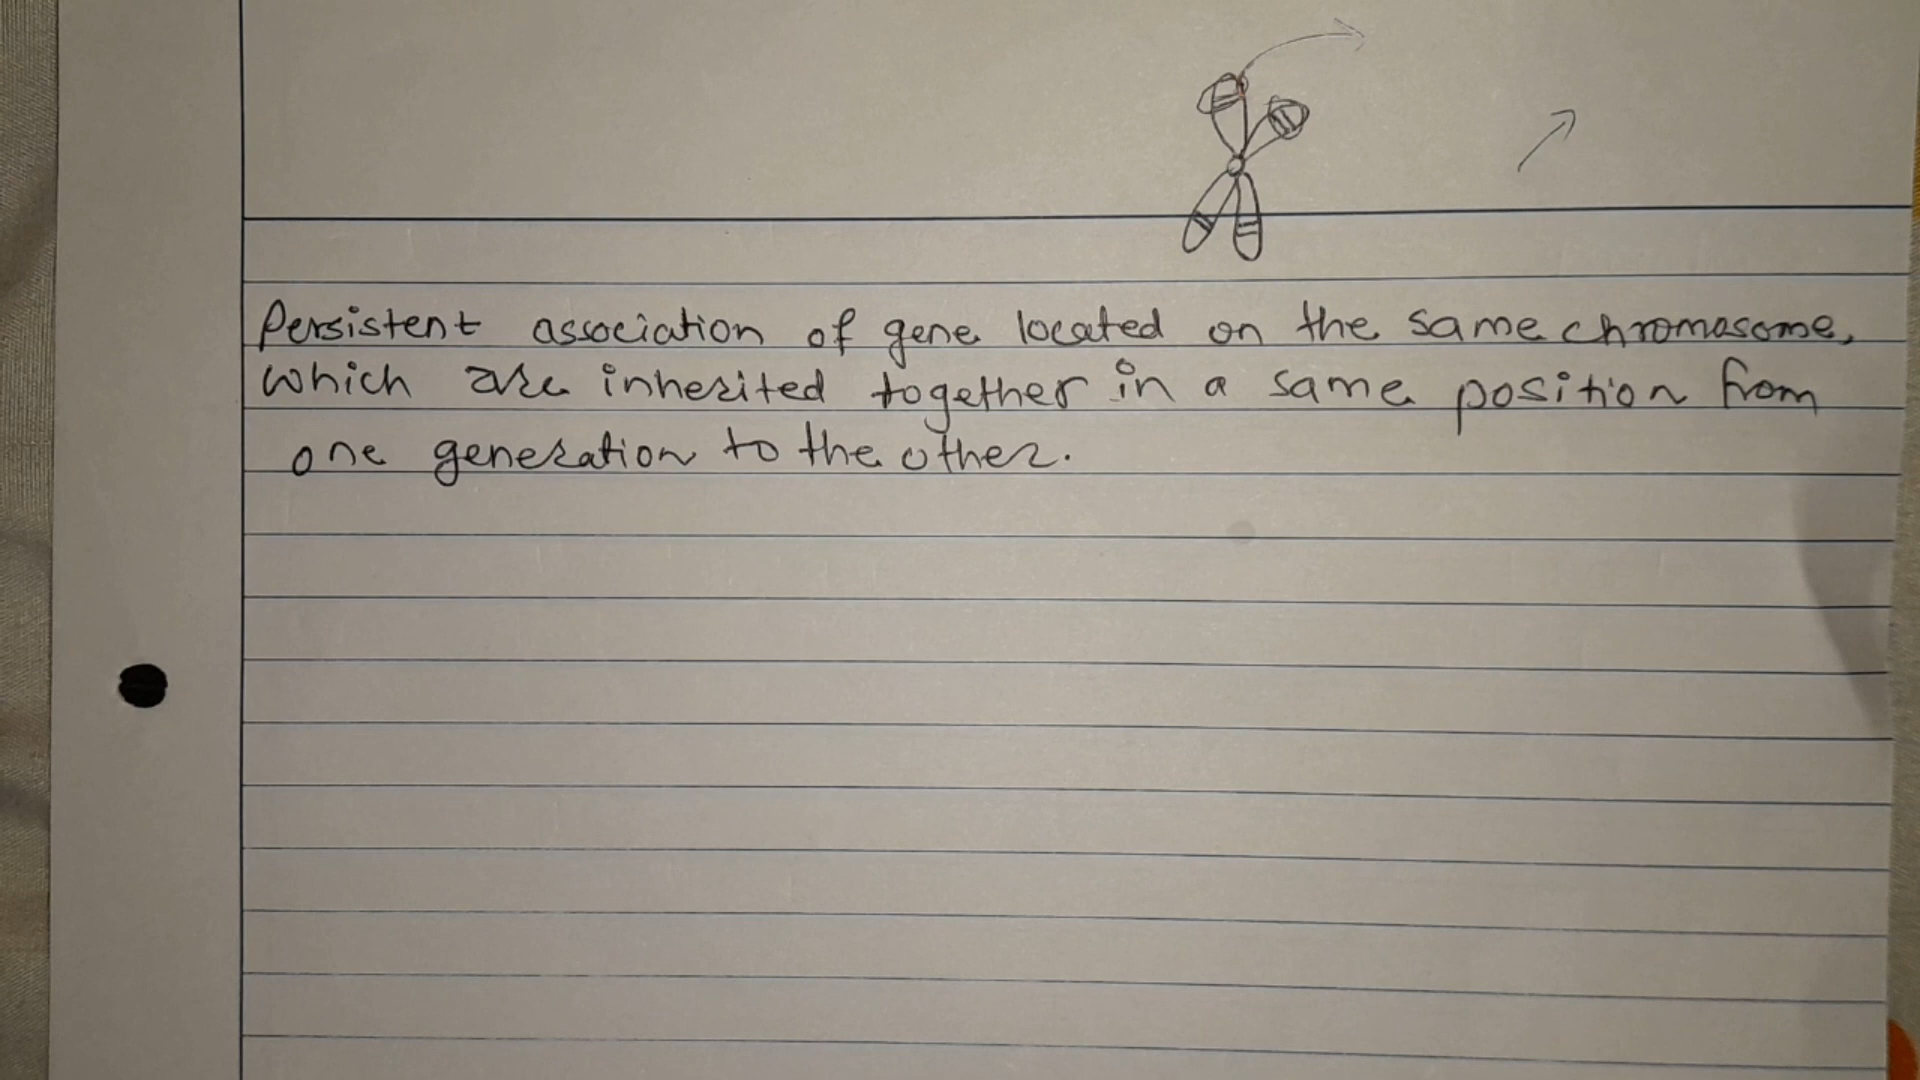 Persistent association of gene located on the same chromosome,
which are inherited together in a same position from
one generation to the other.